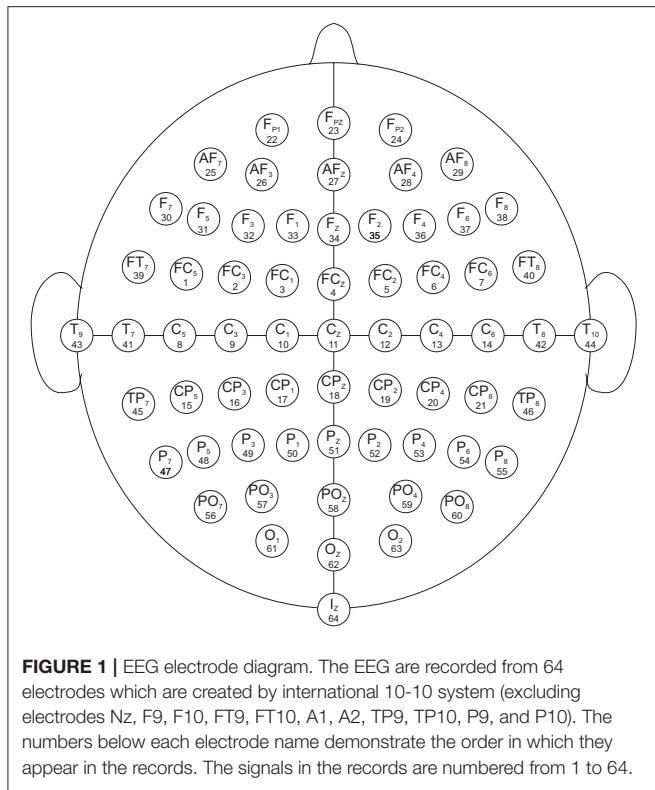 FP1 FPZ FP2
22 23 24
AF7 AF3 AFZ AF4 AF8
25 26 27 28 29
F7 F5 F3 F1 FZ F2 F4 F6 F8
30 31 32 33 34 35 36 37 38
FT7 FC5 FC3 FC1 FCZ FC2 FC4 FC6 FT8
39 1 2 3 4 5 6 7 40
T9 T7 C5 C3 C1 CZ C2 C4 C6 T8 T10
43 41 8 9 10 11 12 13 14 42 44
TP7 CP5 CP3 CP1 CPZ CP2 CP4 CP6 TP8
45 15 16 17 18 19 20 21 46
P7 P5 P3 P1 PZ P2 P4 P6 P8
47 48 49 50 51 52 53 54 55
PO7 PO3 POZ PO4 PO8
56 57 58 59 60
O1 OZ O2
61 62 63
IZ
64
FIGURE 1 | EEG electrode diagram. The EEG are recorded from 64
electrodes which are created by international 10-10 system (excluding
electrodes Nz, F9, F10, FT9, FT10, A1, A2, TP9, TP10, P9, and P10). The
numbers below each electrode name demonstrate the order in which they
appear in the records. The signals in the records are numbered from 1 to 64.